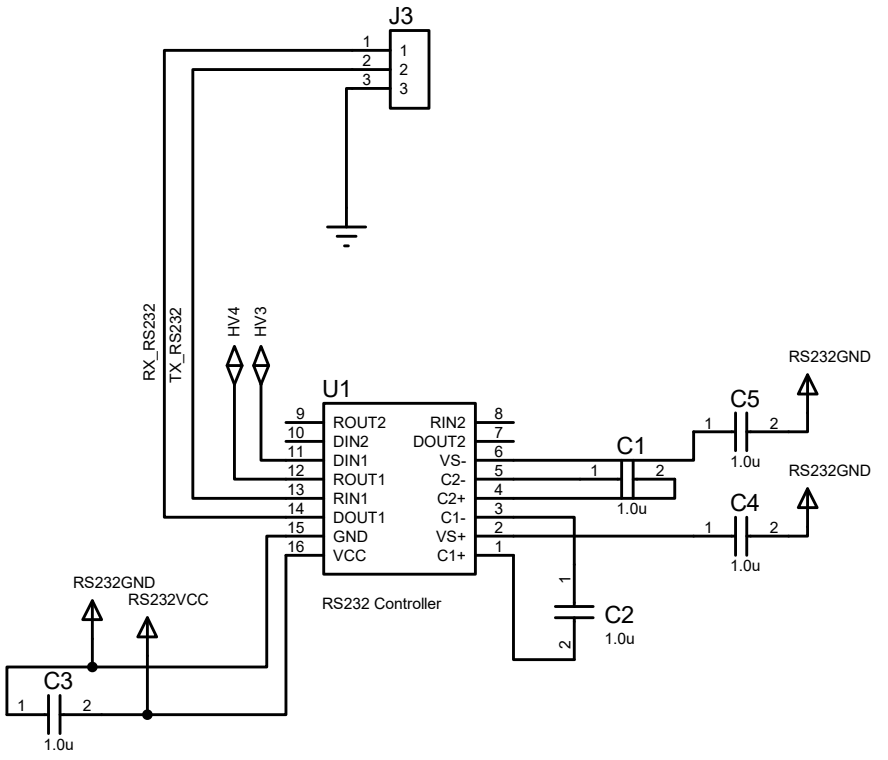 J3
1 1
2 2
3 3
RX_RS232
TX_RS232
HV4
HV3
RS232GND
U1
C5
1 2
1.0u
9 ROUT2 RIN2 8
10 DIN2 DOUT2 7
11 DIN1 VS- 6
12 ROUT1 C2- 5
13 RIN1 C2+ 4
14 DOUT1 C1- 3
15 GND VS+ 2
16 VCC C1+ 1
C1
1 2
1.0u
RS232GND
C4
1 2
1.0u
RS232 Controller
1
C2
1.0u
2
RS232GND
RS232VCC
C3
1 2
1.0u